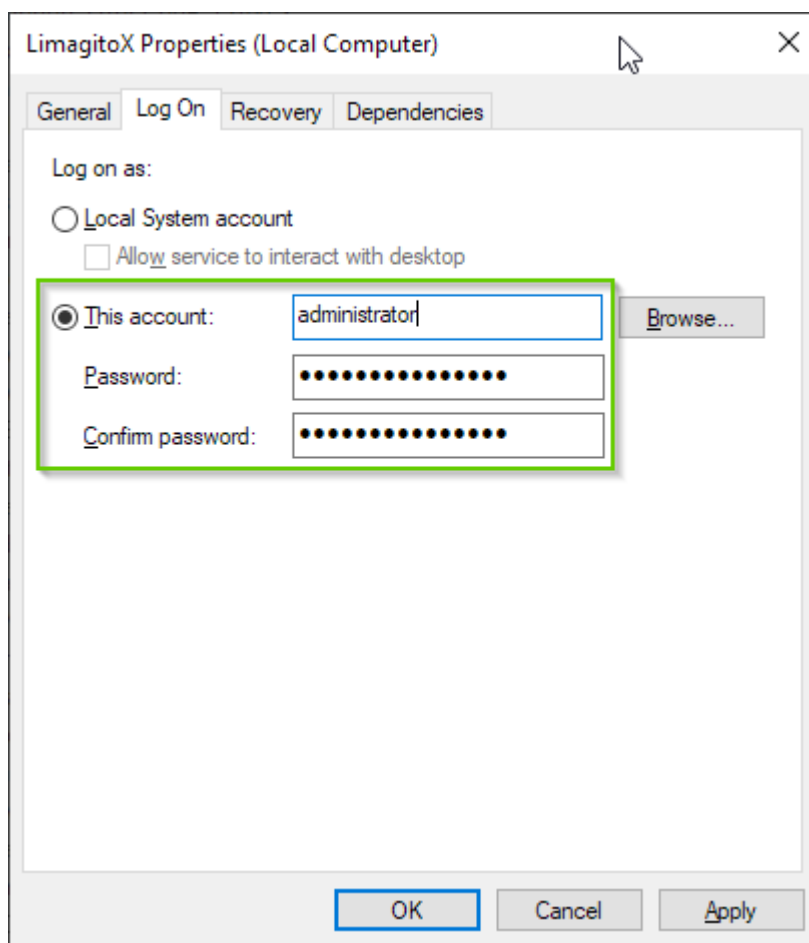 LimagitoX Properties (Local Computer)
General Log On Recovery Dependencies
Log on as:
Local System account
Allow service to interact with desktop
This account: administrator Browse...
Password: ●●●●●●●●●●●●●●●
Confirm password: ●●●●●●●●●●●●●●●
OK Cancel Apply